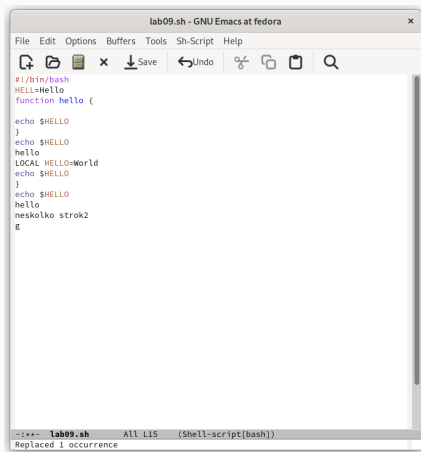 lab09.sh - GNU Emacs at fedora ×
File Edit Options Buffers Tools Sh-Script Help
Save Undo
#!/bin/bash
HELL=Hello
function hello {
echo $HELLO
}
echo $HELLO
hello
LOCAL HELLO=World
echo $HELLO
}
echo $HELLO
hello
neskolko strok2
g
-:**- lab09.sh All L15 (Shell-script[bash])
Replaced 1 occurrence